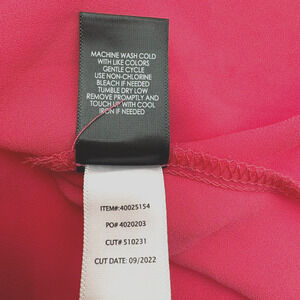 MACHINE WASH COLD
WITH LIKE COLORS
GENTLE CYCLE
USE NON-CHLORINE
BLEACH IF NEEDED
TUMBLE DRY LOW
REMOVE PROMPTLY AND
TOUCH UP WITH COOL
IRON IF NEEDED
ITEM#:40025154
PO# 4020203
CUT# 510231
CUT DATE: 09/2022